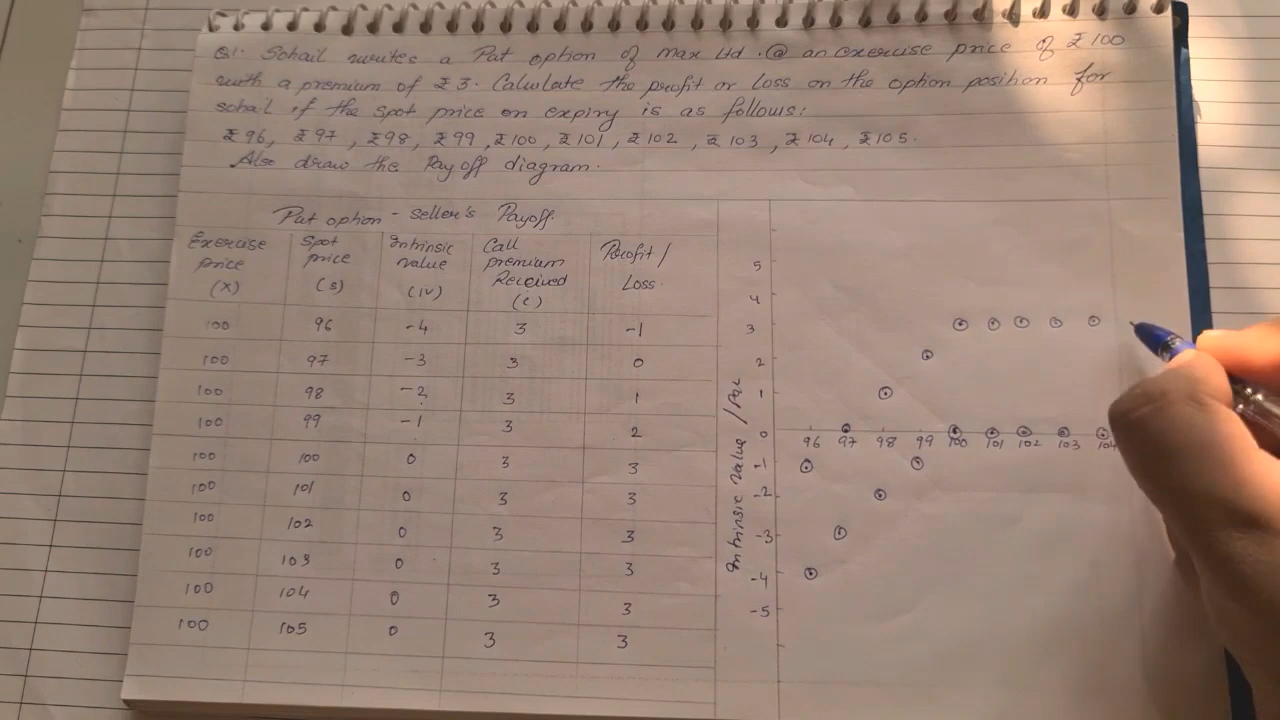 Q1. Sohail writes a Put option of Max Ltd. @ an exercise price of ₹100
with a premium of ₹3. Calculate the profit or Loss on the option position for
sohail if the spot price on expiry is as follows:
₹96, ₹97, ₹98, ₹99, ₹100, ₹101, ₹102, ₹103, ₹104, ₹105.
Also draw the Pay off diagram.
Put option - seller's Payoff.
Exercise price (X) Spot price (S) Intrinsic value (IV) Call premium Received (C) Profit / Loss.
100 96 -4 3 -1
100 97 -3 3 0
100 98 -2 3 1
100 99 -1 3 2
100 100 0 3 3
100 101 0 3 3
100 102 0 3 3
100 103 0 3 3
100 104 0 3 3
100 105 0 3 3
Intrinsic Value /
5
4
3
2
1
0
96 97 98 99 100 101 102 103 104
-1
-2
-3
-4
-5